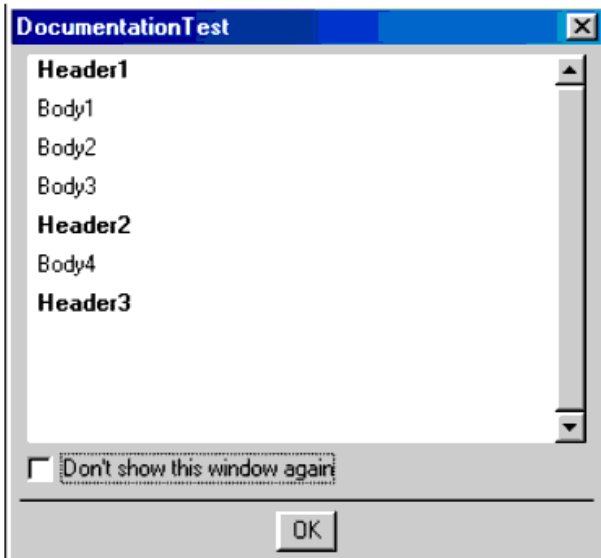 DocumentationTest
Header1
Body1
Body2
Body3
Header2
Body4
Header3
Don't show this window again
OK